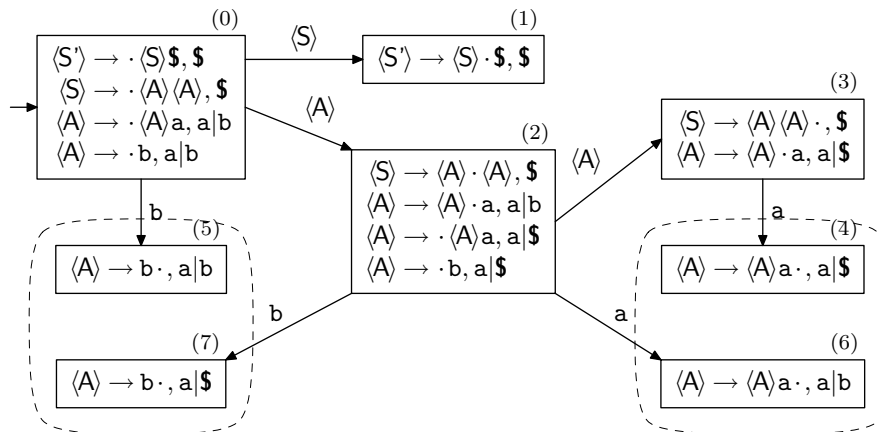 (0)
⟨S'⟩ → · ⟨S⟩$, $
⟨S⟩ → · ⟨A⟩⟨A⟩, $
⟨A⟩ → · ⟨A⟩a, a|b
⟨A⟩ → · b, a|b
⟨S⟩
(1)
⟨S'⟩ → ⟨S⟩ · $, $
⟨A⟩
(2)
⟨S⟩ → ⟨A⟩ · ⟨A⟩, $
⟨A⟩ → ⟨A⟩ · a, a|b
⟨A⟩ → · ⟨A⟩a, a|$
⟨A⟩ → · b, a|$
⟨A⟩
(3)
⟨S⟩ → ⟨A⟩⟨A⟩ · , $
⟨A⟩ → ⟨A⟩ · a, a|$
b
(5)
⟨A⟩ → b · , a|b
a
(4)
⟨A⟩ → ⟨A⟩a · , a|$
b
(7)
⟨A⟩ → b · , a|$
a
(6)
⟨A⟩ → ⟨A⟩a · , a|b